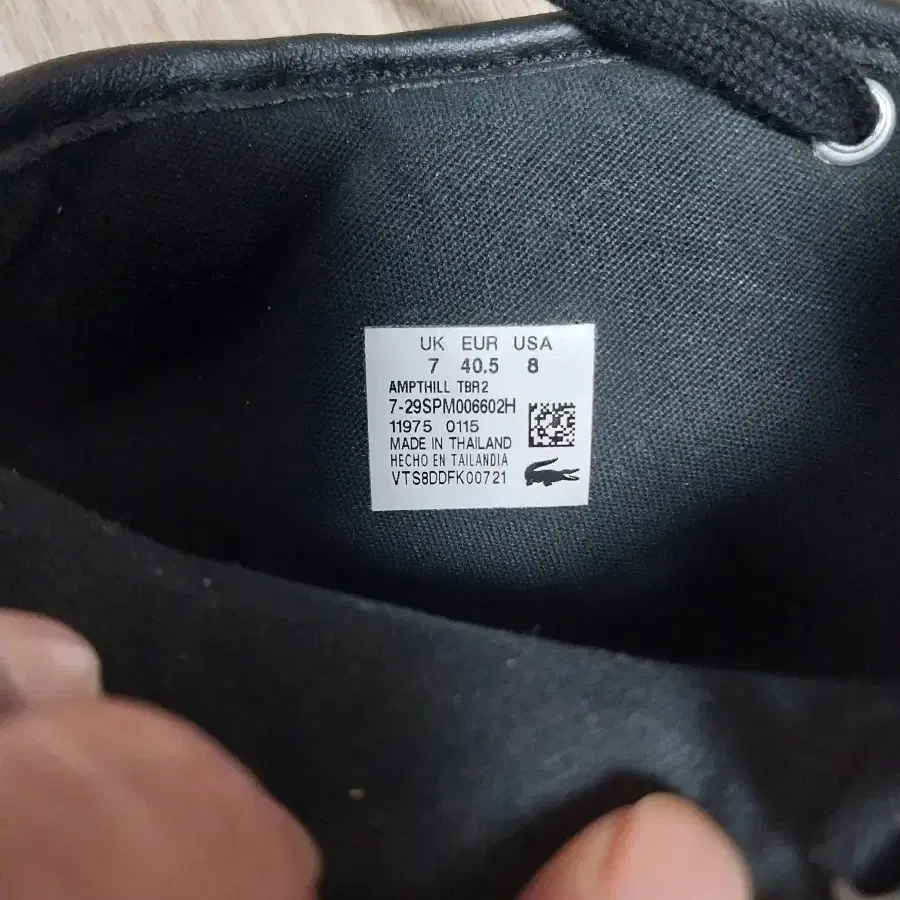 UK EUR USA
7 40.5 8
AMPTHILL TBR2
7-29SPM006602H
11975 0115
MADE IN THAILAND
HECHO EN TAILANDIA
VTS8DDFK00721